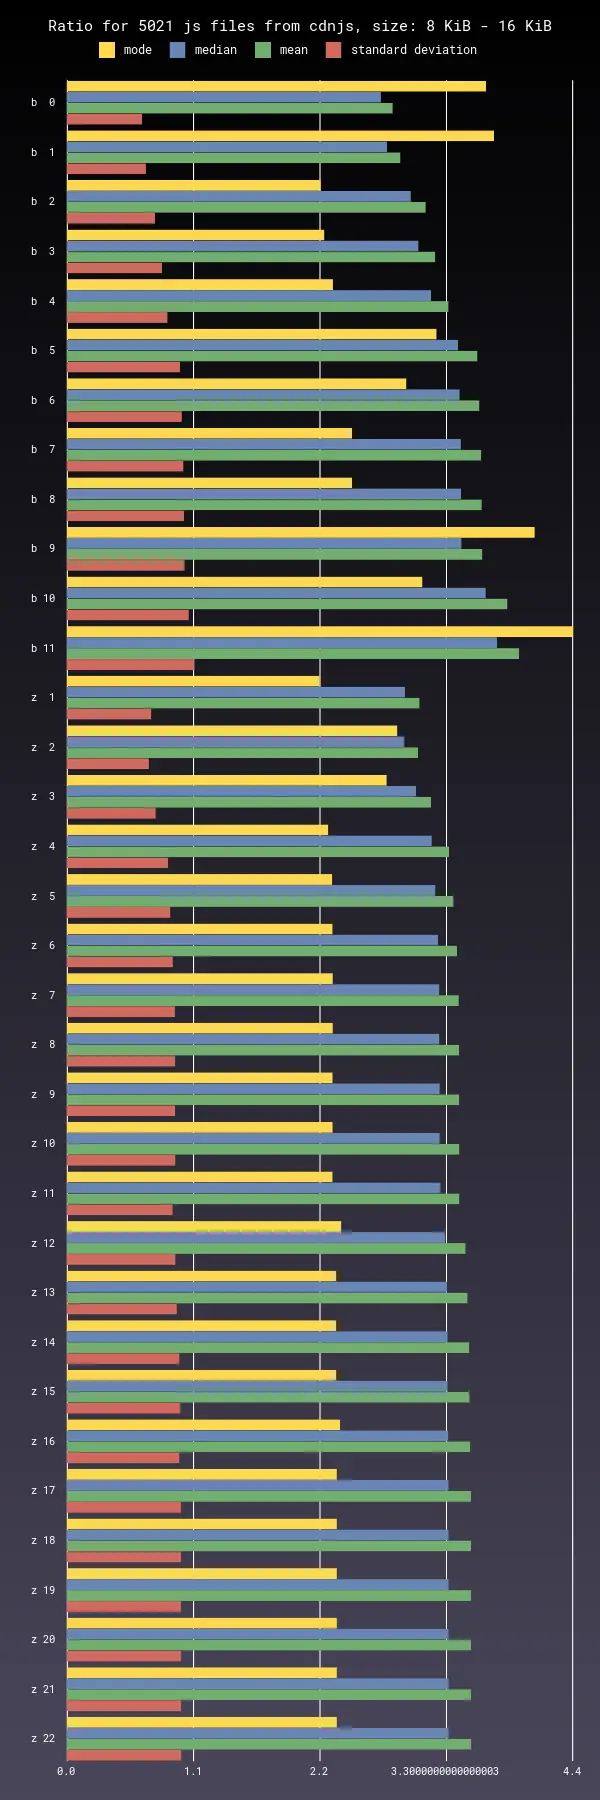 Ratio for 5021 js files from cdnjs, size: 8 KiB - 16 KiB
mode median mean standard deviation
b 0
b 1
b 2
b 3
b 4
b 5
b 6
b 7
b 8
b 9
b 10
b 11
z 1
z 2
z 3
z 4
z 5
z 6
z 7
z 8
z 9
z 10
z 11
z 12
z 13
z 14
z 15
z 16
z 17
z 18
z 19
z 20
z 21
z 22
0.0 1.1 2.2 3.3000000000000003 4.4